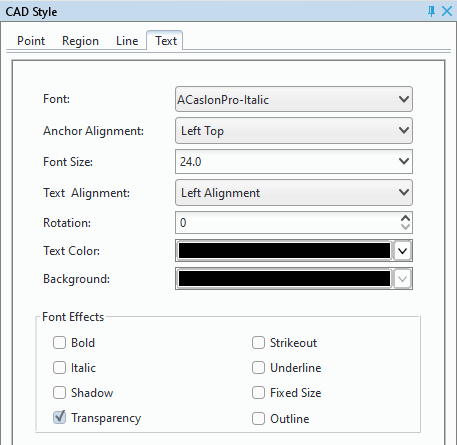 CAD Style
Point Region Line Text
Font: ACaslonPro-Italic
Anchor Alignment: Left Top
Font Size: 24.0
Text Alignment: Left Alignment
Rotation: 0
Text Color:
Background:
Font Effects
Bold Strikeout
Italic Underline
Shadow Fixed Size
Transparency Outline